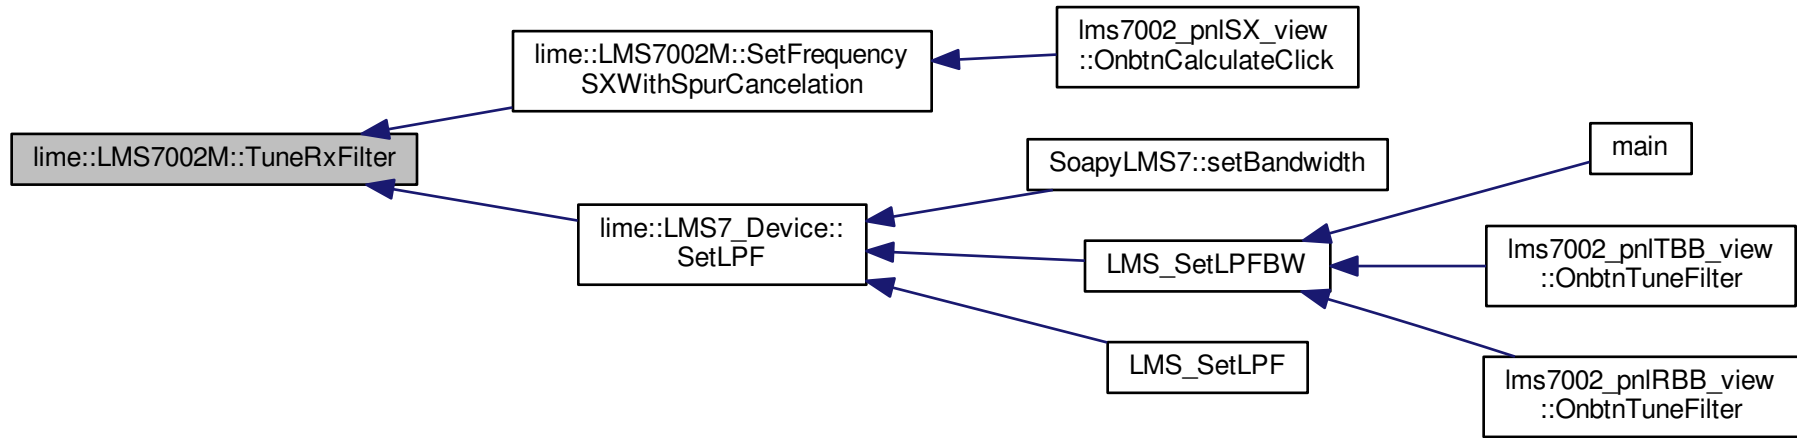 lime::LMS7002M::TuneRxFilter
lime::LMS7002M::SetFrequency
SXWithSpurCancelation
lms7002_pnlSX_view
::OnbtnCalculateClick
lime::LMS7_Device::
SetLPF
SoapyLMS7::setBandwidth
LMS_SetLPFBW
LMS_SetLPF
main
lms7002_pnlTBB_view
::OnbtnTuneFilter
lms7002_pnlRBB_view
::OnbtnTuneFilter